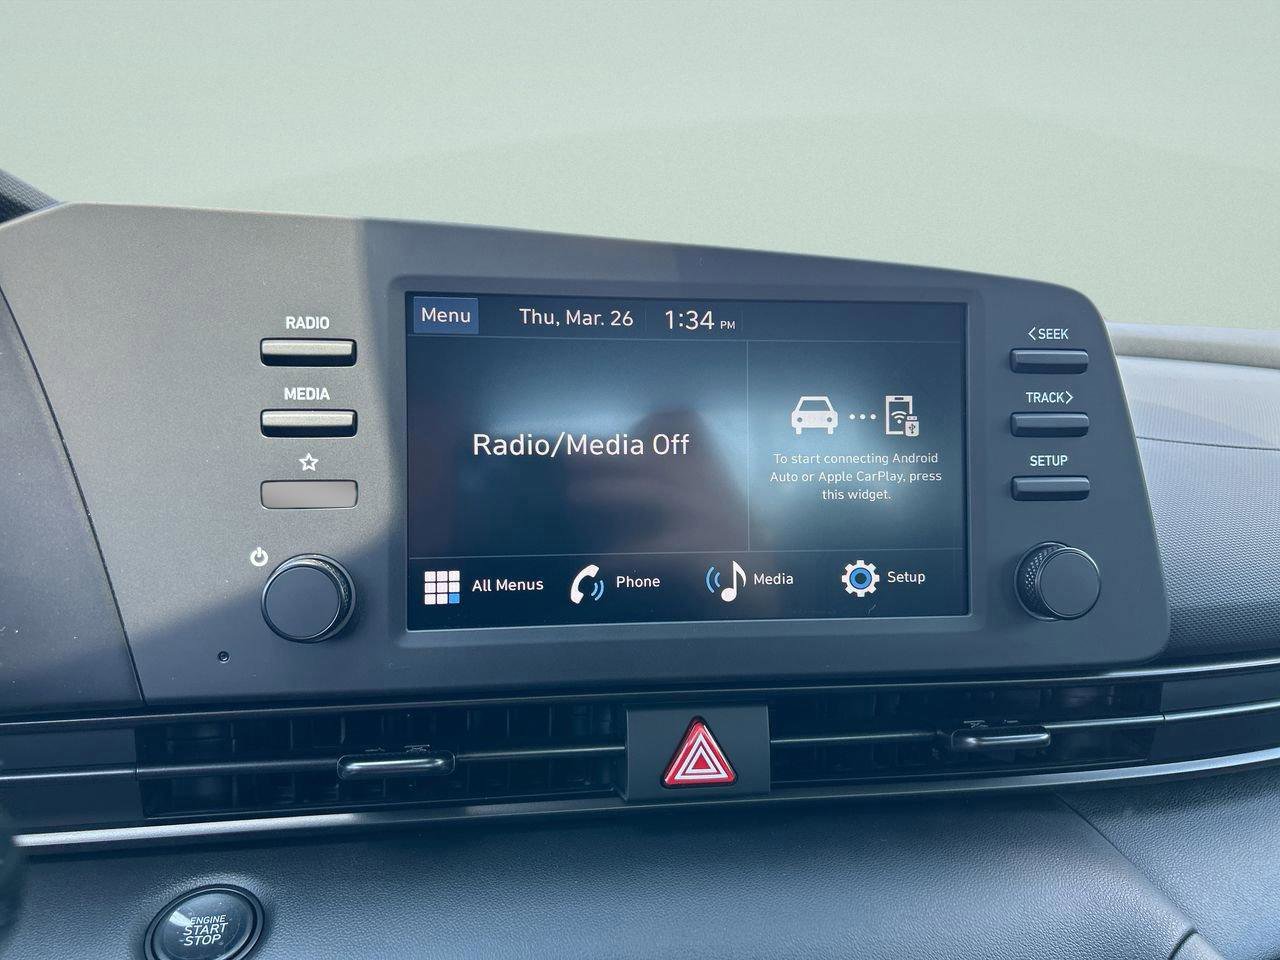 RADIO
MEDIA
Menu
Thu, Mar. 26
1:34 PM
Radio/Media Off
To start connecting Android
Auto or Apple CarPlay, press
this widget.
All Menus
Phone
Media
Setup
<SEEK
TRACK>
SETUP
ENGINE
START
STOP